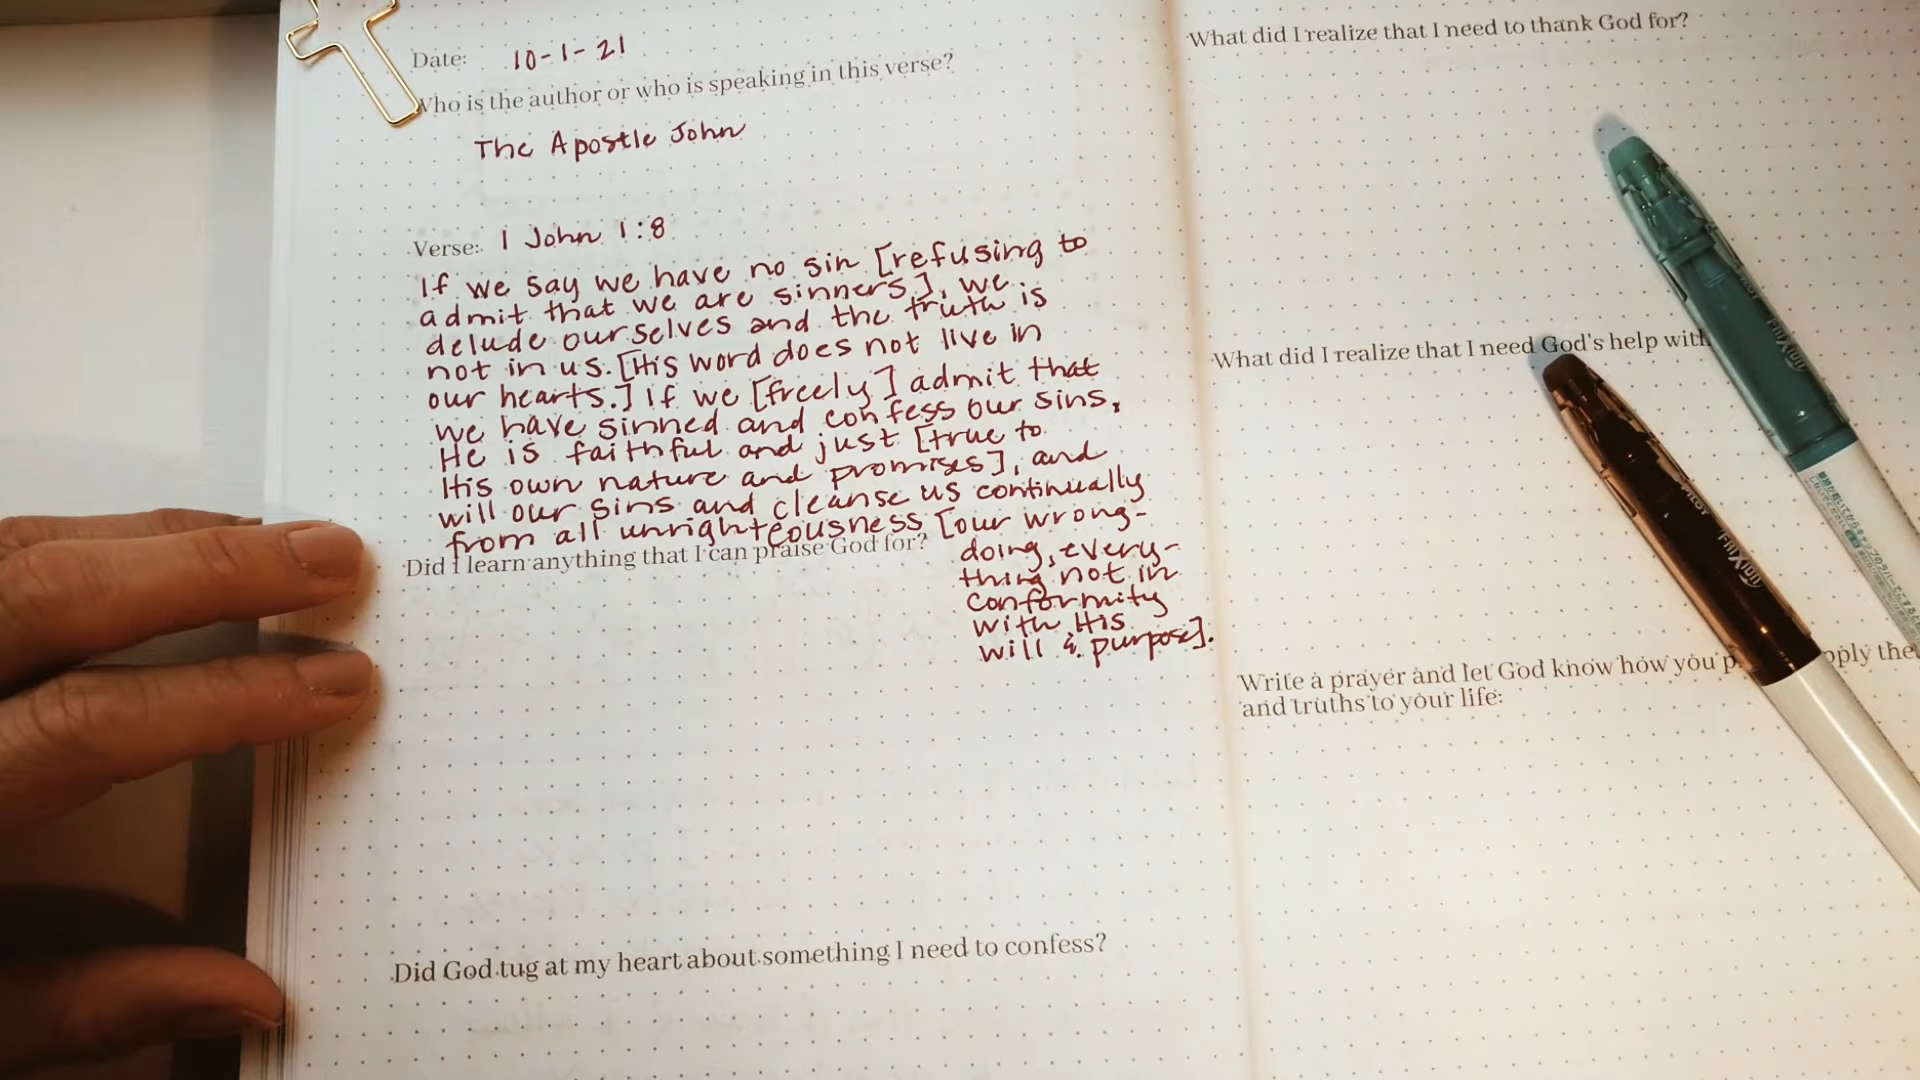 Date: 10-1-21
Who is the author or who is speaking in this verse?
The Apostle John
Verse: 1 John 1:8
If we say we have no sin [refusing to
admit that we are sinners], we
delude ourselves and the truth is
not in us. [His word does not live in
our hearts.] If we [freely] admit that
we have sinned and confess our sins,
He is faithful and just [true to
His own nature and promises], and
will our sins and cleanse us continually
from all unrighteousness [our wrong-
doing, every-
thing not in
conformity
with His
will & purpose].
Did I learn anything that I can praise God for?
Did God tug at my heart about something I need to confess?
What did I realize that I need to thank God for?
What did I realize that I need God's help with
Write a prayer and let God know how you p pply the
and truths to your life:
PILOT
FRIXION
PILOT
FRIXION